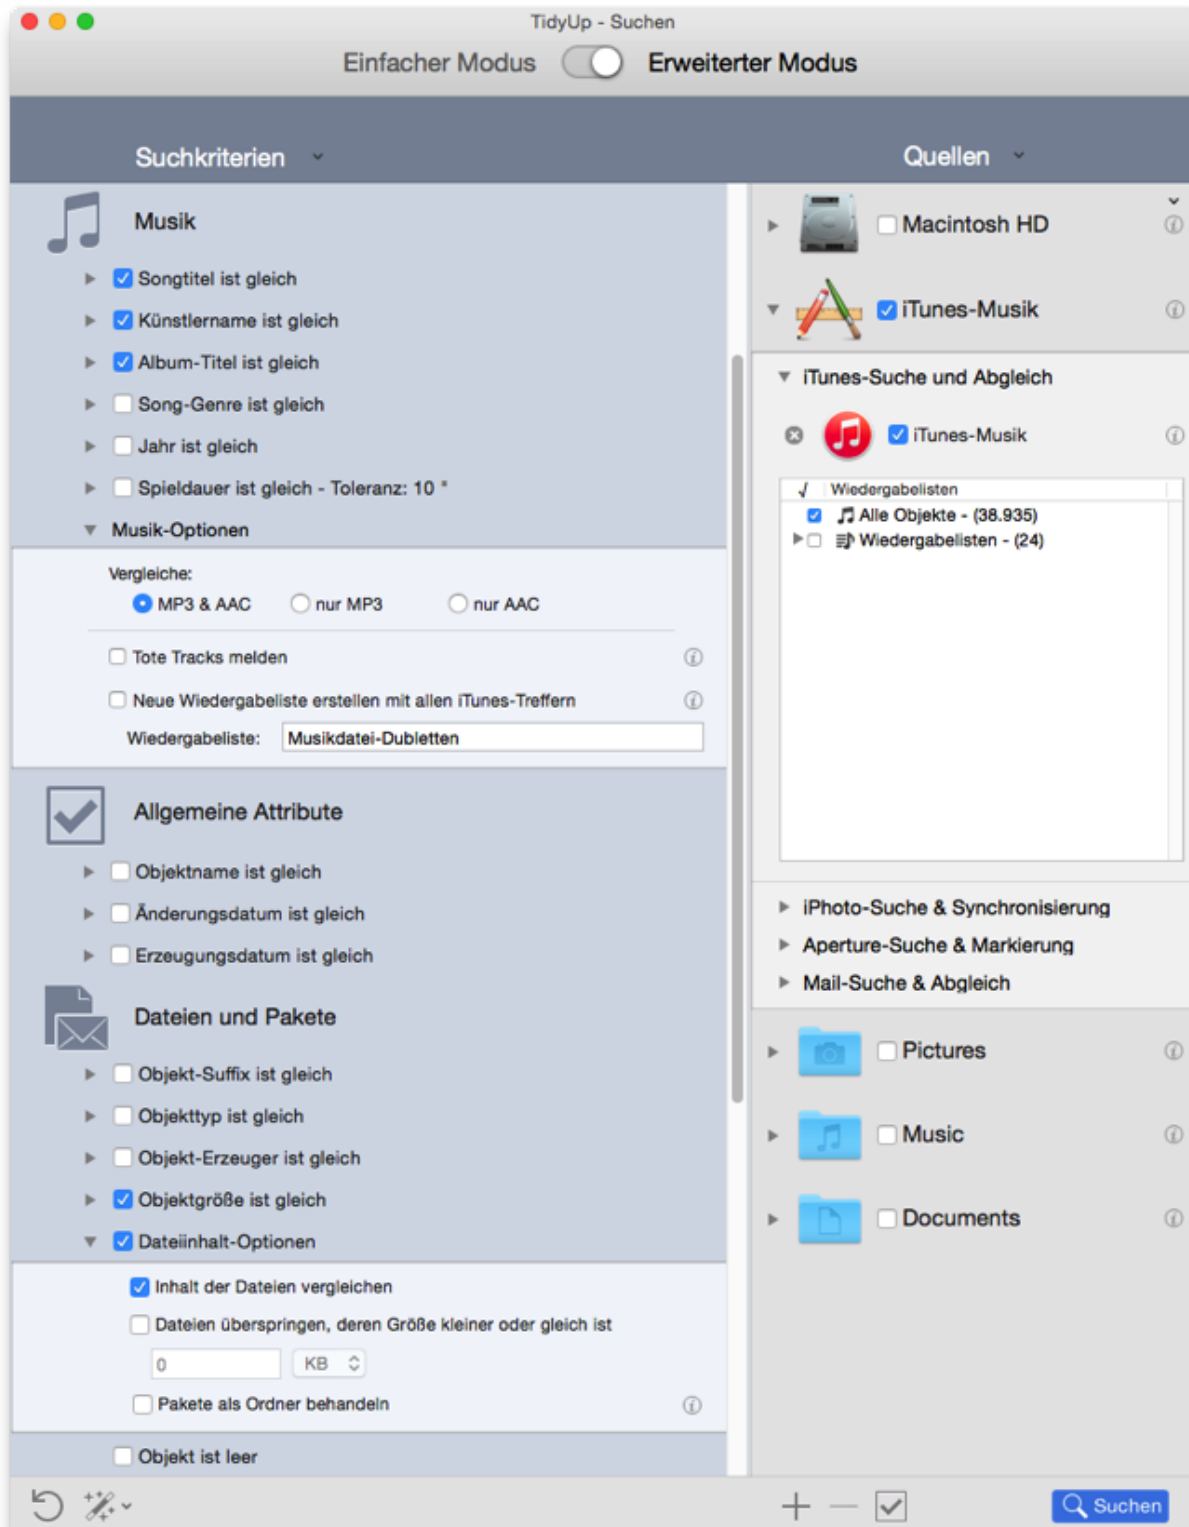 TidyUp - Suchen
Einfacher Modus Erweiterter Modus
Suchkriterien
Musik
Songtitel ist gleich
Künstlername ist gleich
Album-Titel ist gleich
Song-Genre ist gleich
Jahr ist gleich
Spieldauer ist gleich - Toleranz: 10 "
Musik-Optionen
Vergleiche:
MP3 & AAC nur MP3 nur AAC
Tote Tracks melden
Neue Wiedergabeliste erstellen mit allen iTunes-Treffern
Wiedergabeliste: Musikdatei-Dubletten
Allgemeine Attribute
Objektname ist gleich
Änderungsdatum ist gleich
Erzeugungsdatum ist gleich
Dateien und Pakete
Objekt-Suffix ist gleich
Objekttyp ist gleich
Objekt-Erzeuger ist gleich
Objektgröße ist gleich
Dateiinhalt-Optionen
Inhalt der Dateien vergleichen
Dateien überspringen, deren Größe kleiner oder gleich ist
0 KB
Pakete als Ordner behandeln
Objekt ist leer
Quellen
Macintosh HD
iTunes-Musik
iTunes-Suche und Abgleich
iTunes-Musik
√ Wiedergabelisten
Alle Objekte - (38.935)
Wiedergabelisten - (24)
iPhoto-Suche & Synchronisierung
Aperture-Suche & Markierung
Mail-Suche & Abgleich
Pictures
Music
Documents
Suchen